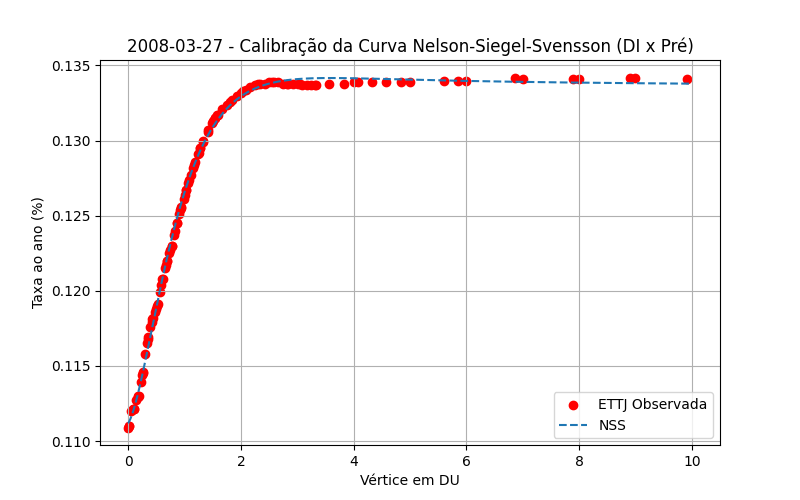 2008-03-27 - Calibração da Curva Nelson-Siegel-Svensson (DI x Pré)
0.135
0.130
0.125
0.120
0.115
0.110
Taxa ao ano (%)
0 2 4 6 8 10
Vértice em DU
ETTJ Observada
NSS